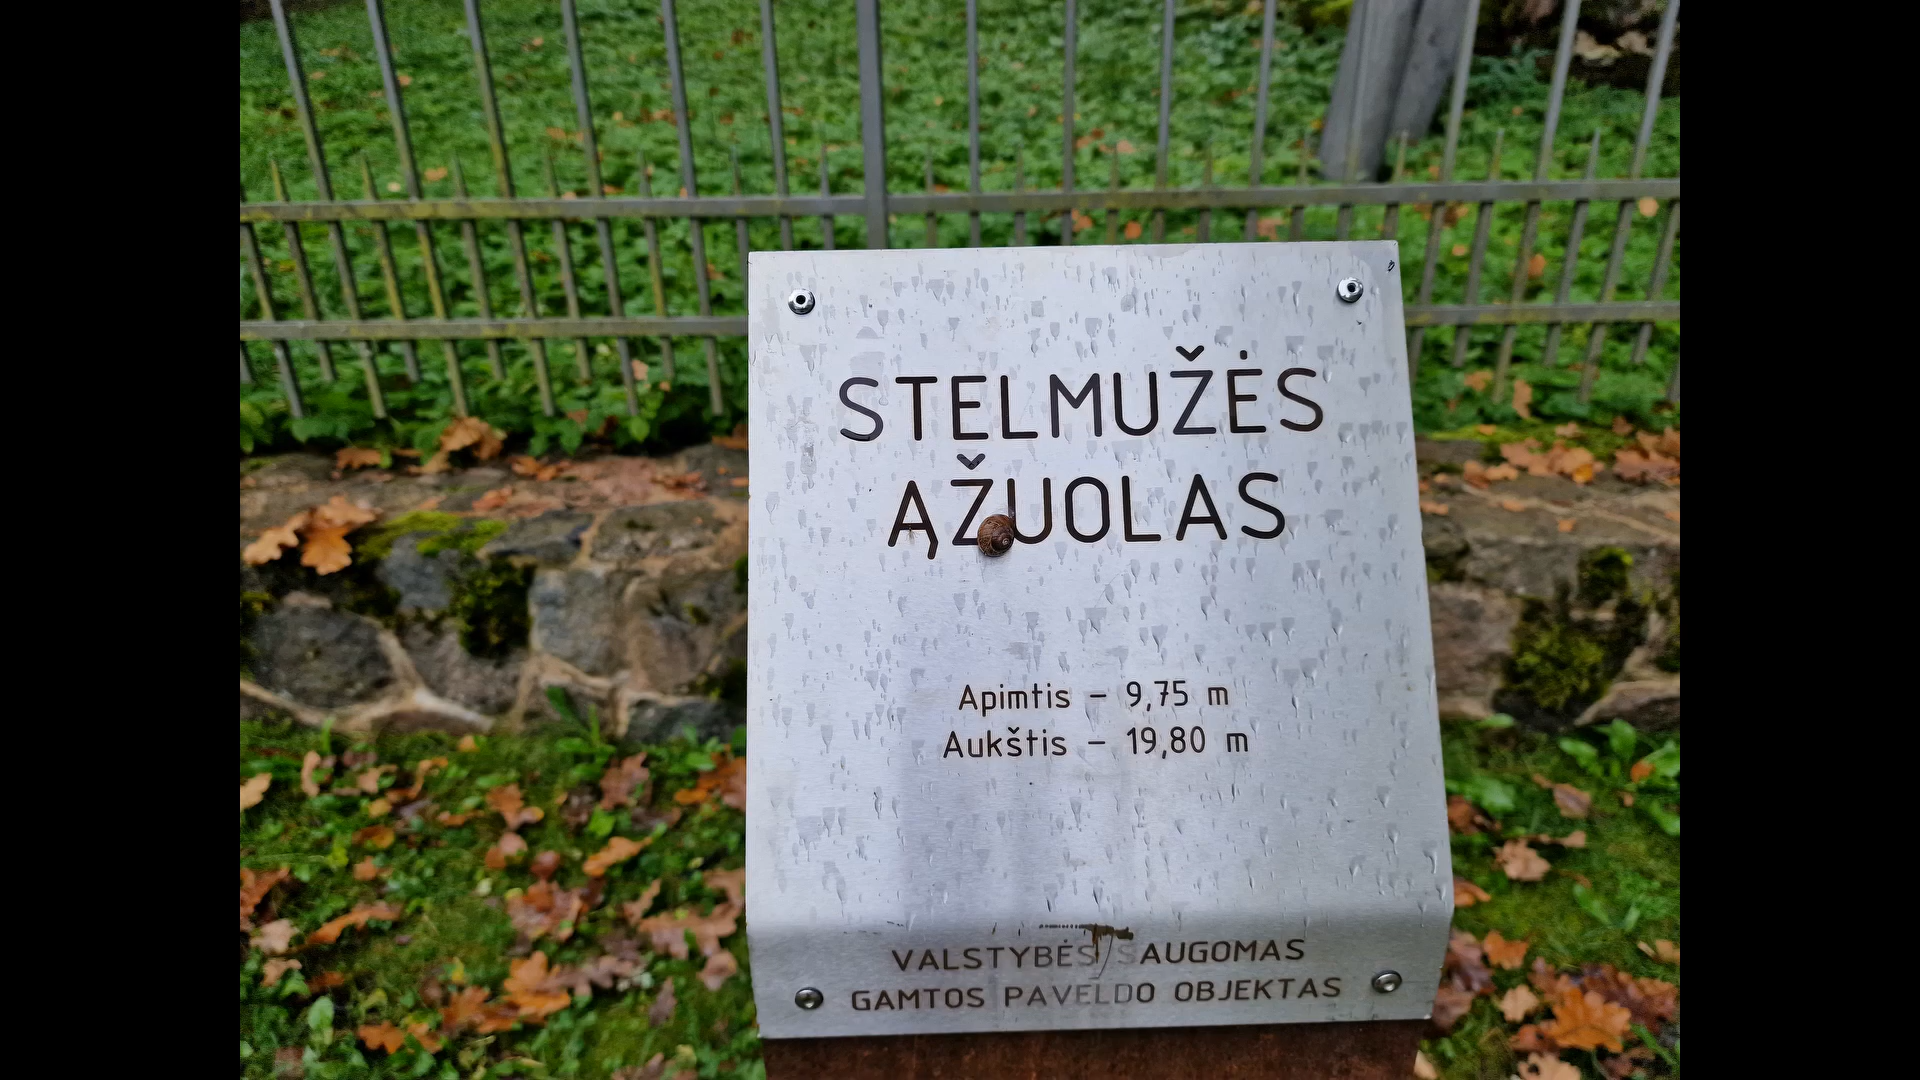 STELMUŽĖS
ĄŽUOLAS
Apimtis – 9,75 m
Aukštis – 19,80 m
VALSTYBĖS SAUGOMAS
GAMTOS PAVELDO OBJEKTAS